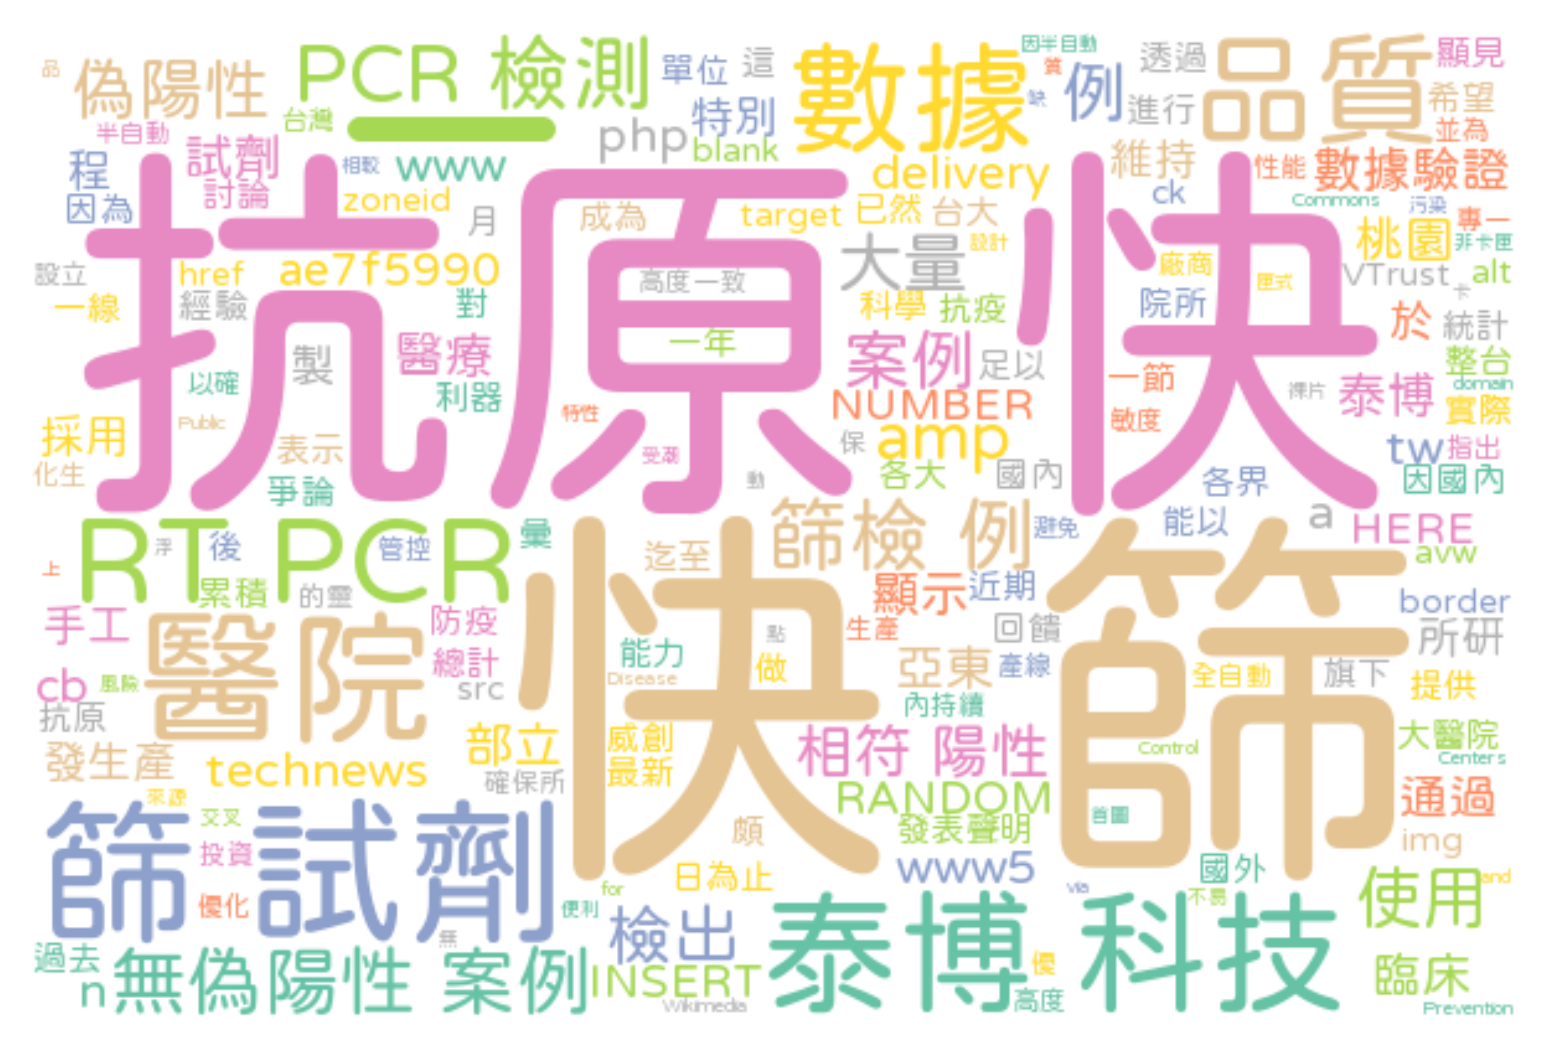 品 偽陽性 PCR 檢測 單位 這 數據 因半自動 質 缺 例 透過 品質 顯見
半自動 台灣 php 特別 blank 進行 希望 並為
程 試劑 討論 相較 www delivery 維持 性能 數據驗證
因為 zoneid 月 成為 target 已然 台大 ck Commons 污染 專一
抗原快
設立 href ae7f5990 對 高度一致 大量 設計 廠商 匣式 桃園 非卡匣 VTrust 卡 alt
一線 經驗 科學 抗疫 院所 於 統計
製 醫療 一年 案例 足以 一節 整台
以確 利器 NUMBER 裸片 泰博 domain 實際
採用 Public 特性 保 amp 敏度 tw 指出
化生 表示 爭論 受潮 動 各大 國內 各界 因國內
RT PCR 彙 篩檢 例 避免 能以 a HERE
上 淨 後 管控 迄至 avw
快篩
累積 的靈 顯示 近期 border
手工 防疫 點 生產 回饋 所研
醫院 總計 能力 做 亞東 產線 全自動 旗下 提供
cb 風險 src Disease
抗原 內持續
發生產 technews 部立 威創 相符 陽性 Control 大醫院 Centers
確保所 最新
來源 RANDOM 首圖 通過
篩試劑 交叉 頗 發表聲明 img
投資 日為止 www5 國外 and
優化 for 便利 via 不易 使用
過去 無 檢出 泰博 科技
n 無偽陽性 案例 INSERT 優 臨床
Wikimedia 高度 Prevention